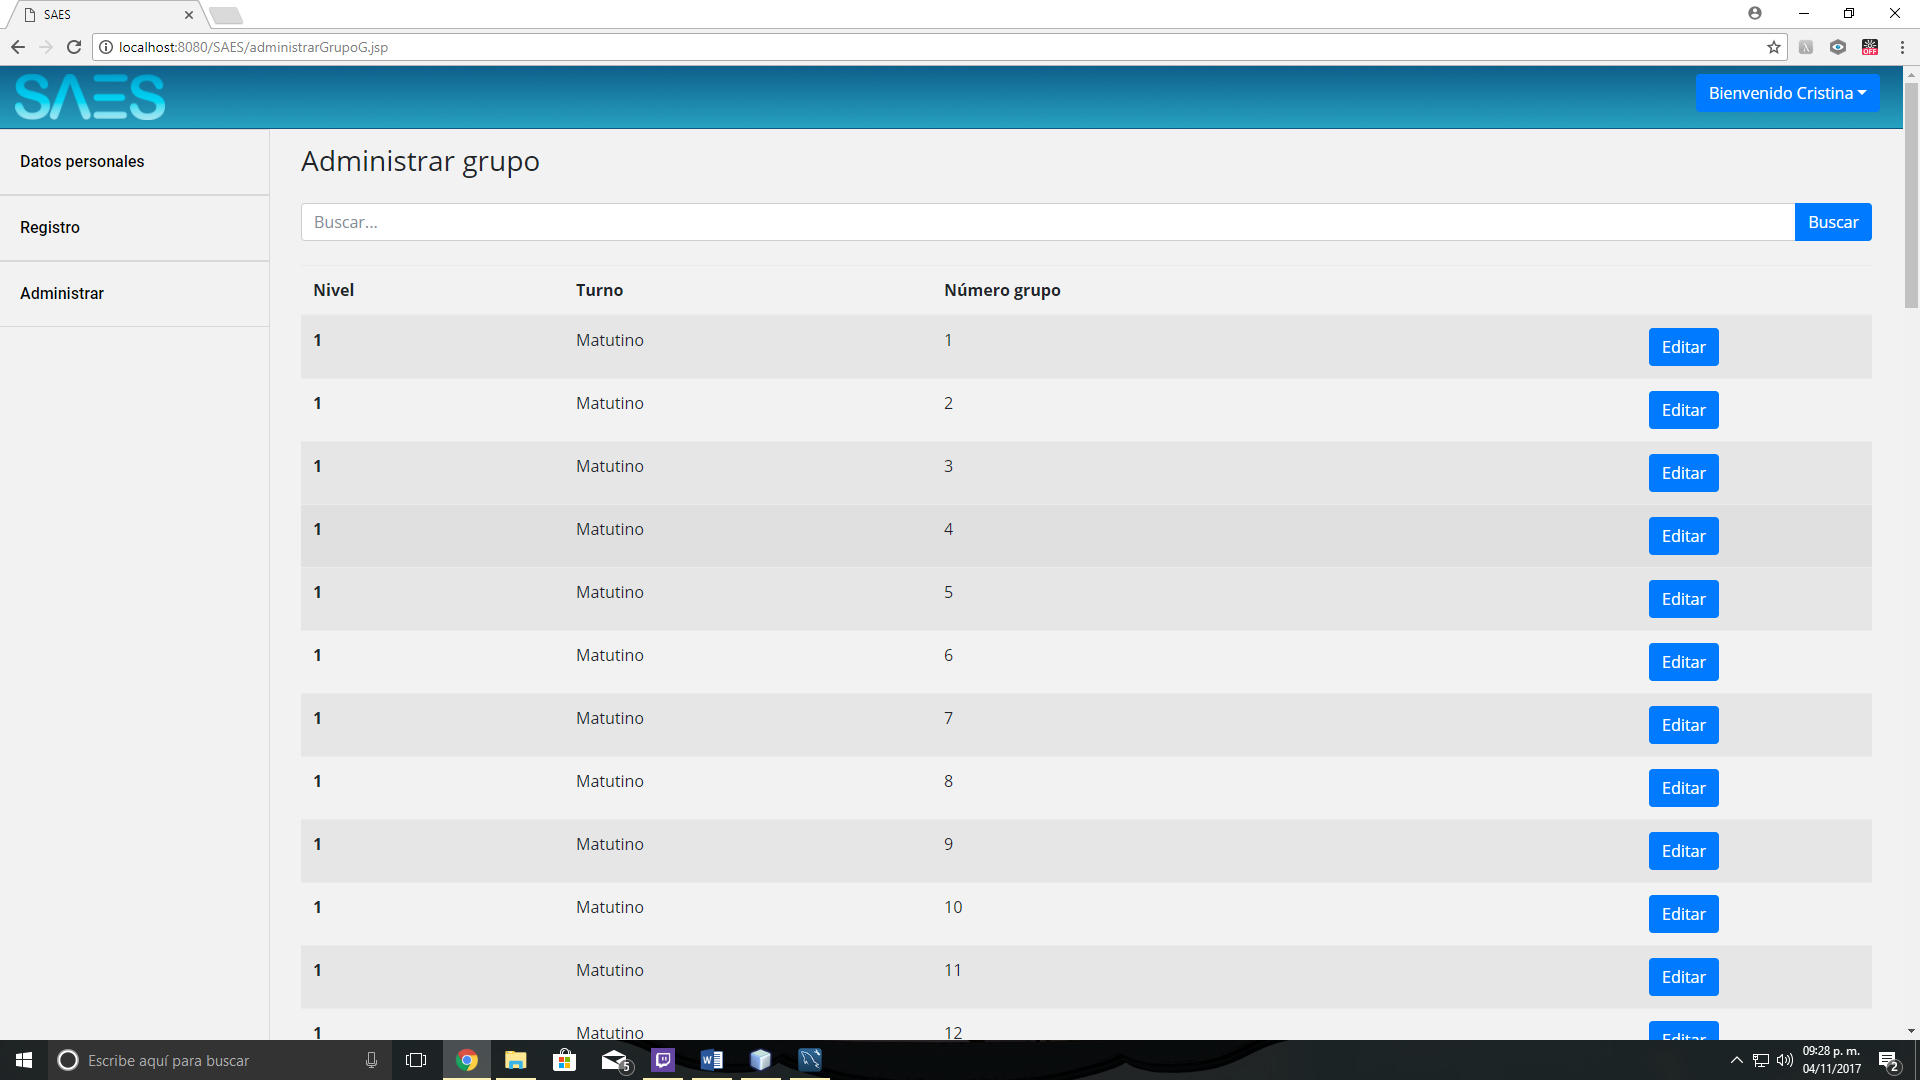 SAES
localhost:8080/SAES/administrarGrupoG.jsp
OFF
SAES
Bienvenido Cristina
Datos personales
Registro
Administrar
Administrar grupo
Buscar...
Buscar
Nivel Turno Número grupo
1 Matutino 1 Editar
1 Matutino 2 Editar
1 Matutino 3 Editar
1 Matutino 4 Editar
1 Matutino 5 Editar
1 Matutino 6 Editar
1 Matutino 7 Editar
1 Matutino 8 Editar
1 Matutino 9 Editar
1 Matutino 10 Editar
1 Matutino 11 Editar
1 Matutino 12 Editar
Escribe aquí para buscar
5
09:28 p. m.
04/11/2017
2